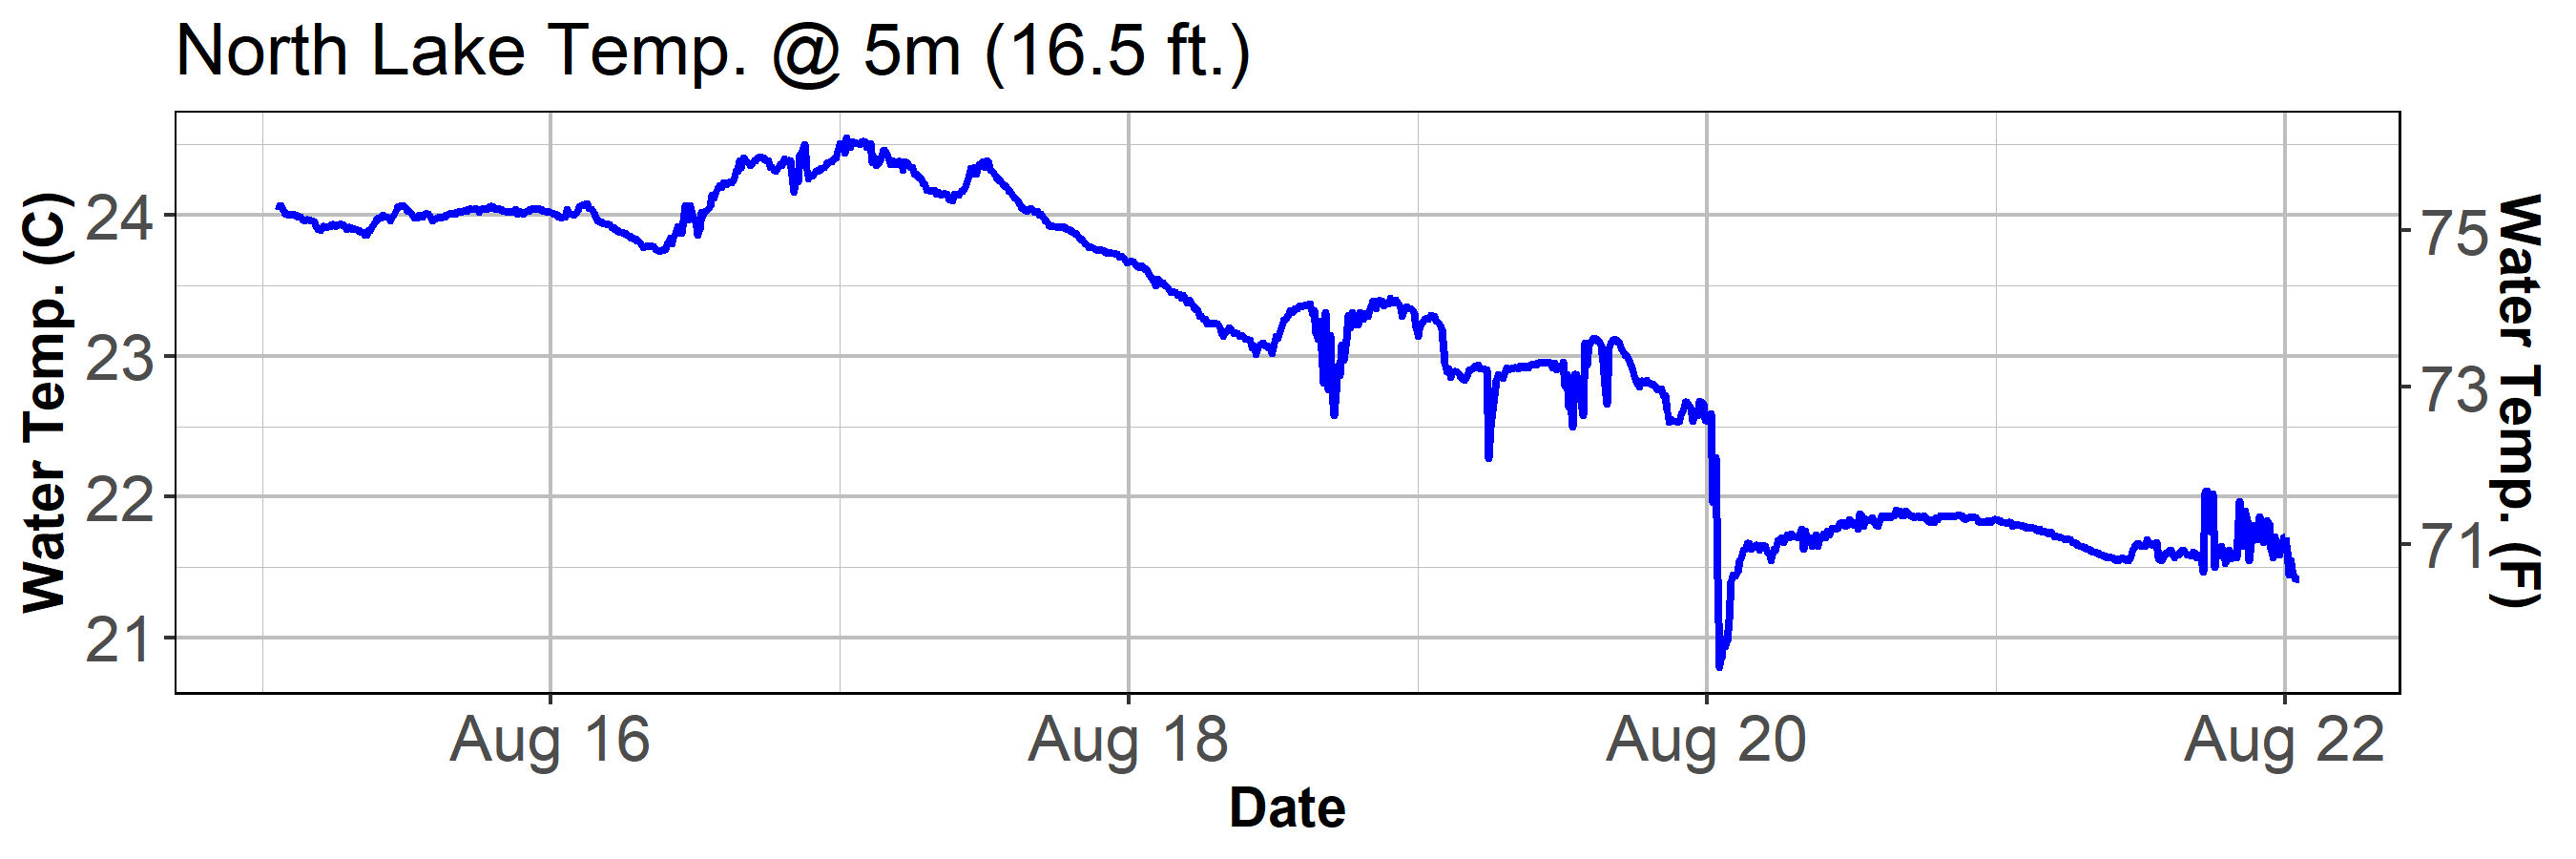 North Lake Temp. @ 5m (16.5 ft.)
Water Temp. (C)
24
23
22
21
75
73
71
Water Temp. (F)
Aug 16 Aug 18 Aug 20 Aug 22
Date